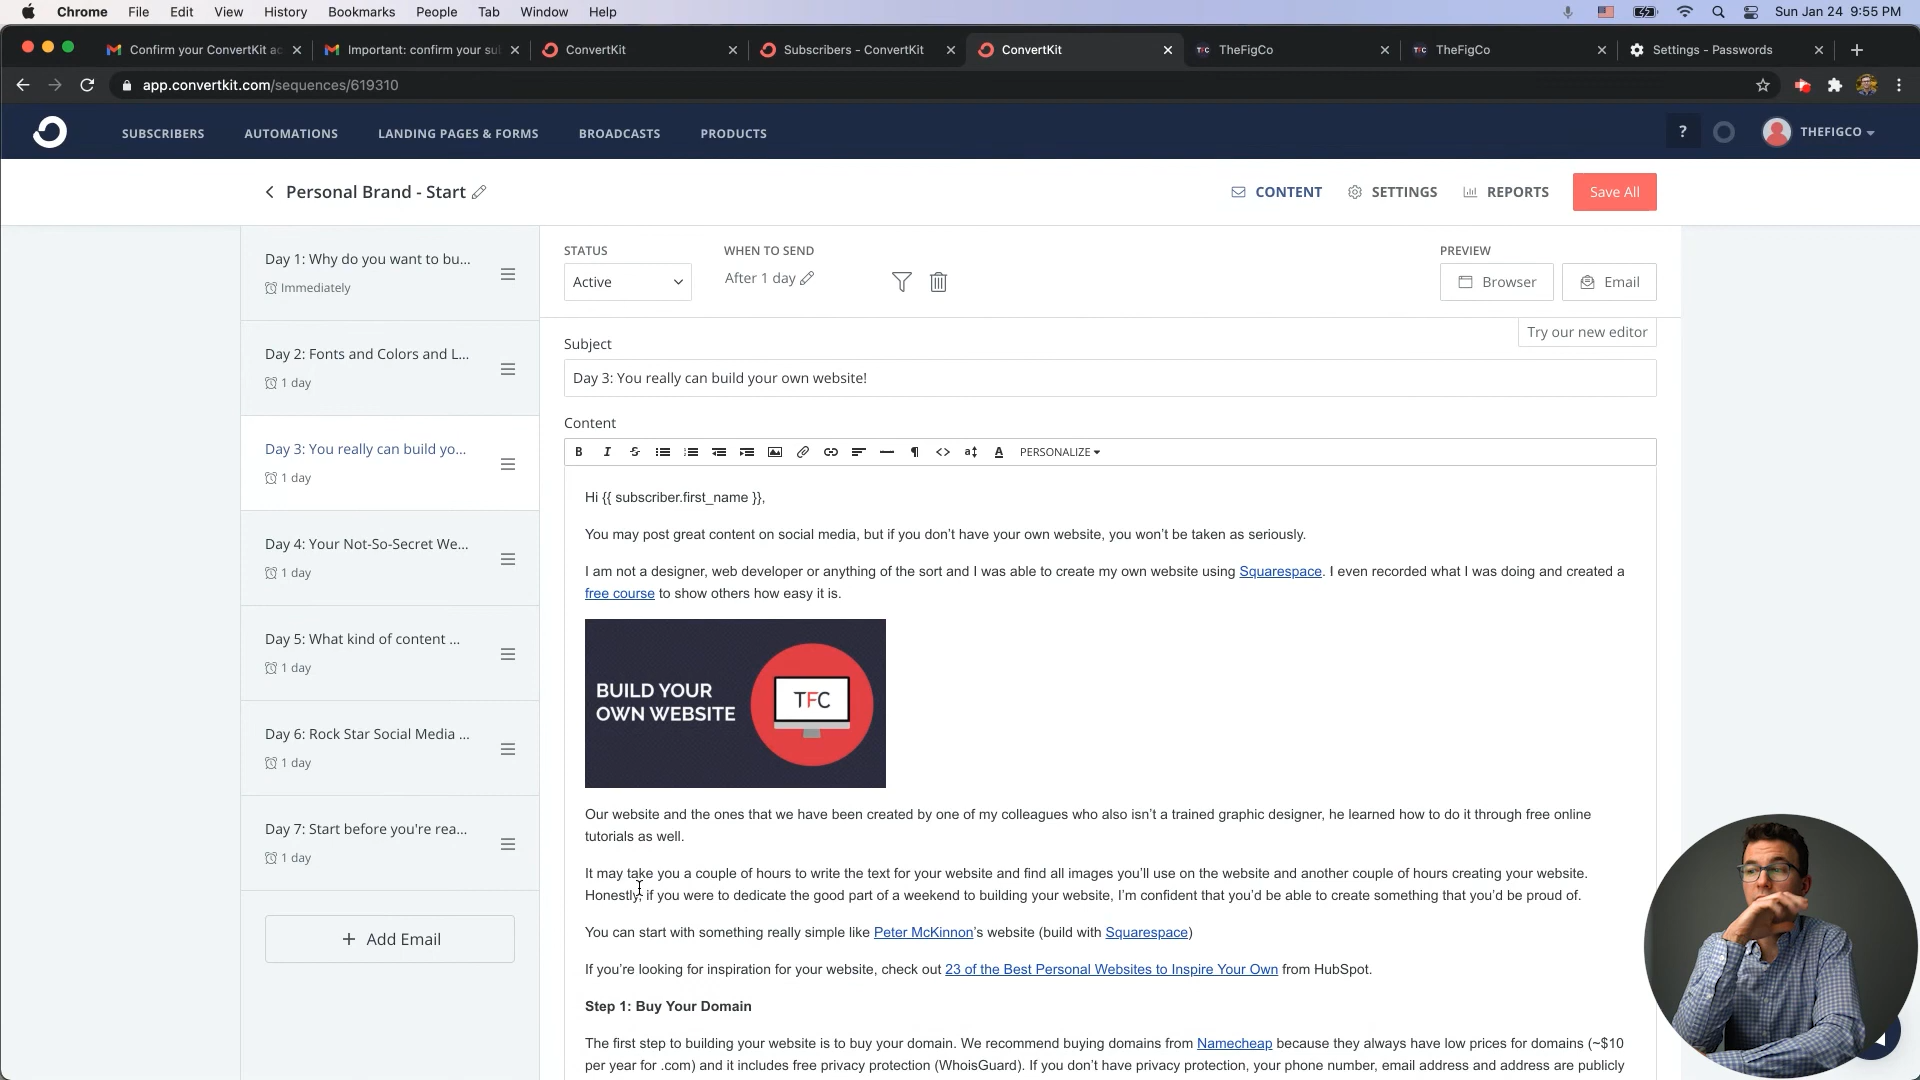 Chrome File Edit View History Bookmarks People Tab Window Help
Sun Jan 24 9:55 PM
Confirm your ConvertKit ac
Important: confirm your sul
ConvertKit
Subscribers - ConvertKit
ConvertKit
TheFigCo
TheFigCo
Settings - Passwords
app.convertkit.com/sequences/619310
SUBSCRIBERS AUTOMATIONS LANDING PAGES & FORMS BROADCASTS PRODUCTS
? THEFIGCO
Personal Brand - Start
CONTENT SETTINGS REPORTS Save All
Day 1: Why do you want to bu...
Immediately
Day 2: Fonts and Colors and L...
1 day
Day 3: You really can build yo...
1 day
Day 4: Your Not-So-Secret We...
1 day
Day 5: What kind of content ...
1 day
Day 6: Rock Star Social Media ...
1 day
Day 7: Start before you're rea...
1 day
+ Add Email
STATUS WHEN TO SEND PREVIEW
Active After 1 day Browser Email
Try our new editor
Subject
Day 3: You really can build your own website!
Content
B I S PERSONALIZE
Hi {{ subscriber.first_name }},
You may post great content on social media, but if you don’t have your own website, you won’t be taken as seriously.
I am not a designer, web developer or anything of the sort and I was able to create my own website using Squarespace. I even recorded what I was doing and created a
free course to show others how easy it is.
BUILD YOUR
OWN WEBSITE
TFC
Our website and the ones that we have been created by one of my colleagues who also isn’t a trained graphic designer, he learned how to do it through free online
tutorials as well.
It may take you a couple of hours to write the text for your website and find all images you’ll use on the website and another couple of hours creating your website.
Honestly, if you were to dedicate the good part of a weekend to building your website, I’m confident that you’d be able to create something that you’d be proud of.
You can start with something really simple like Peter McKinnon’s website (build with Squarespace)
If you’re looking for inspiration for your website, check out 23 of the Best Personal Websites to Inspire Your Own from HubSpot.
Step 1: Buy Your Domain
The first step to building your website is to buy your domain. We recommend buying domains from Namecheap because they always have low prices for domains (~$10
per year for .com) and it includes free privacy protection (WhoisGuard). If you don’t have privacy protection, your phone number, email address and address are publicly